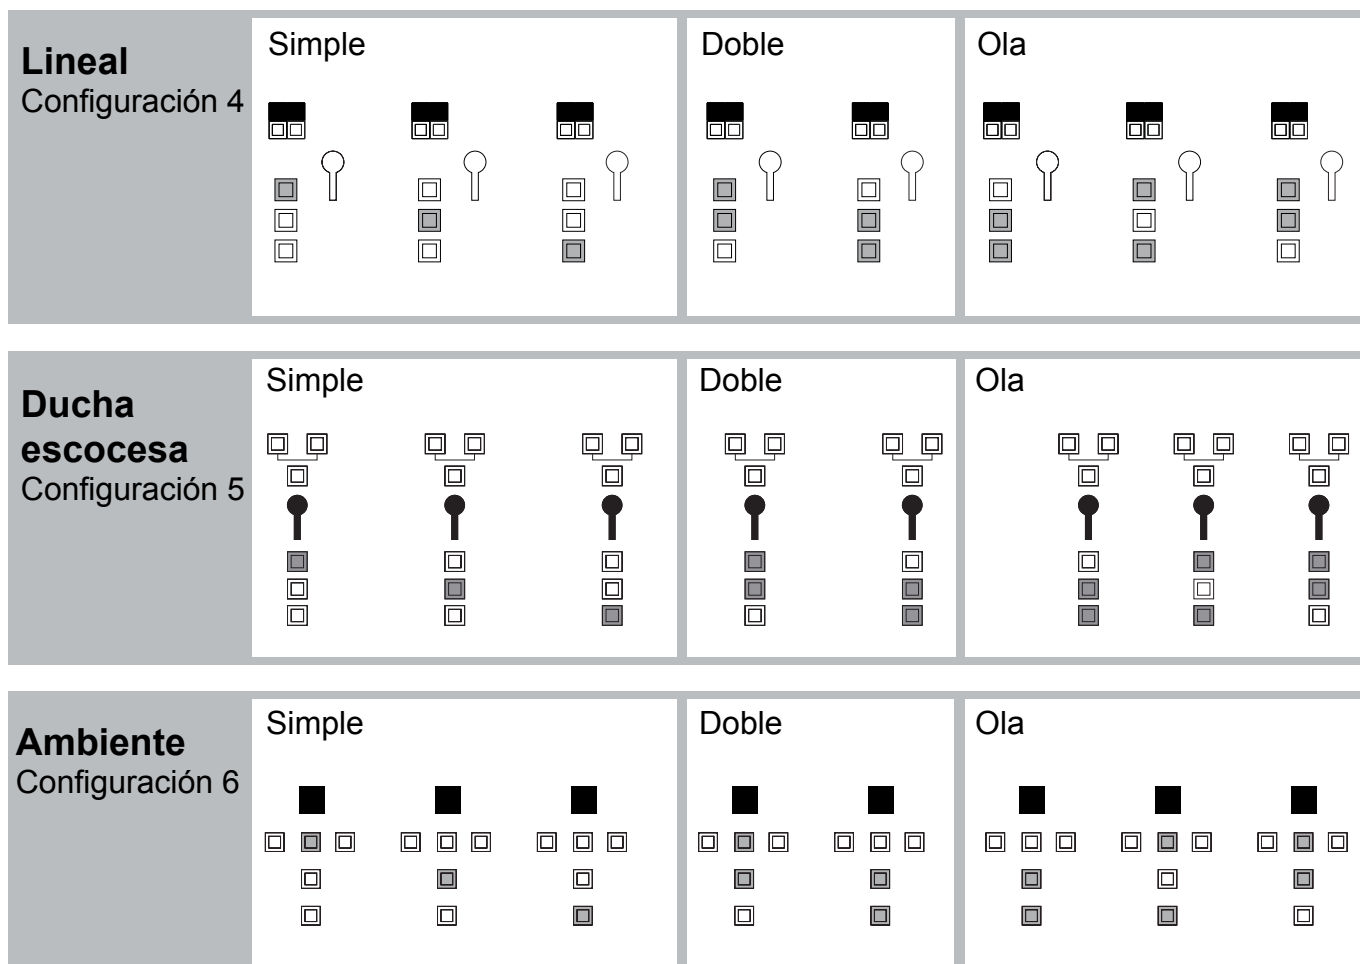 Lineal
Configuración 4
Simple
Doble
Ola
Ducha
escocesa
Configuración 5
Simple
Doble
Ola
Ambiente
Configuración 6
Simple
Doble
Ola